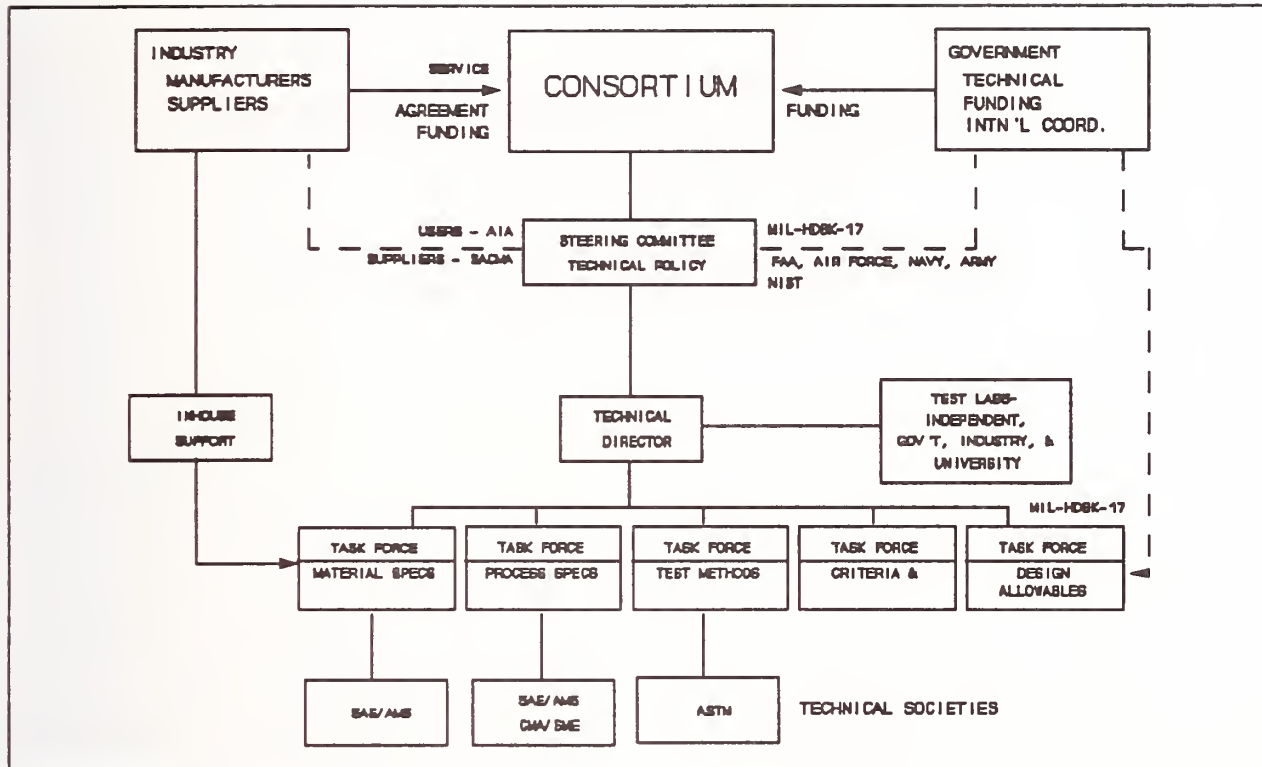 INDUSTRY
MANUFACTURERS
SUPPLIERS
SERVICE
AGREEMENT
FUNDING
CONSORTIUM
FUNDING
GOVERNMENT
TECHNICAL
FUNDING
INTN'L COORD.
USERS - AIA
SUPPLIERS - SACMA
STEERING COMMITTEE
TECHNICAL POLICY
MIL-HDBK-17
FAA, AIR FORCE, NAVY, ARMY
NIST
INHOUSE
SUPPORT
TECHNICAL
DIRECTOR
TEST LABS-
INDEPENDENT,
GOV'T, INDUSTRY, &
UNIVERSITY
MIL-HDBK-17
TASK FORCE
MATERIAL SPECS
TASK FORCE
PROCESS SPECS
TASK FORCE
TEST METHODS
TASK FORCE
CRITERIA &
TASK FORCE
DESIGN
ALLOWABLES
SAE/AMS
SAE/AMS
CMA/SME
ASTM
TECHNICAL SOCIETIES